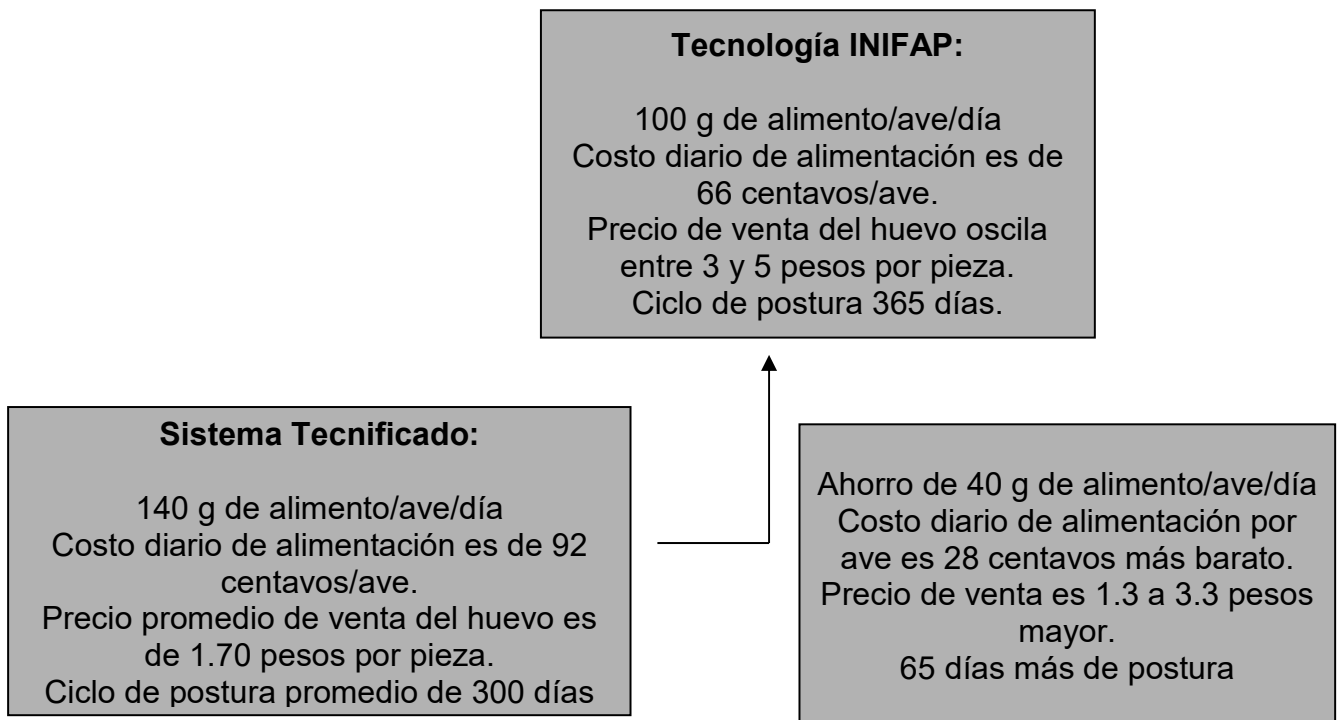 Tecnología INIFAP:
100 g de alimento/ave/día
Costo diario de alimentación es de
66 centavos/ave.
Precio de venta del huevo oscila
entre 3 y 5 pesos por pieza.
Ciclo de postura 365 días.
Sistema Tecnificado:
140 g de alimento/ave/día
Costo diario de alimentación es de 92
centavos/ave.
Precio promedio de venta del huevo es
de 1.70 pesos por pieza.
Ciclo de postura promedio de 300 días
Ahorro de 40 g de alimento/ave/día
Costo diario de alimentación por
ave es 28 centavos más barato.
Precio de venta es 1.3 a 3.3 pesos
mayor.
65 días más de postura